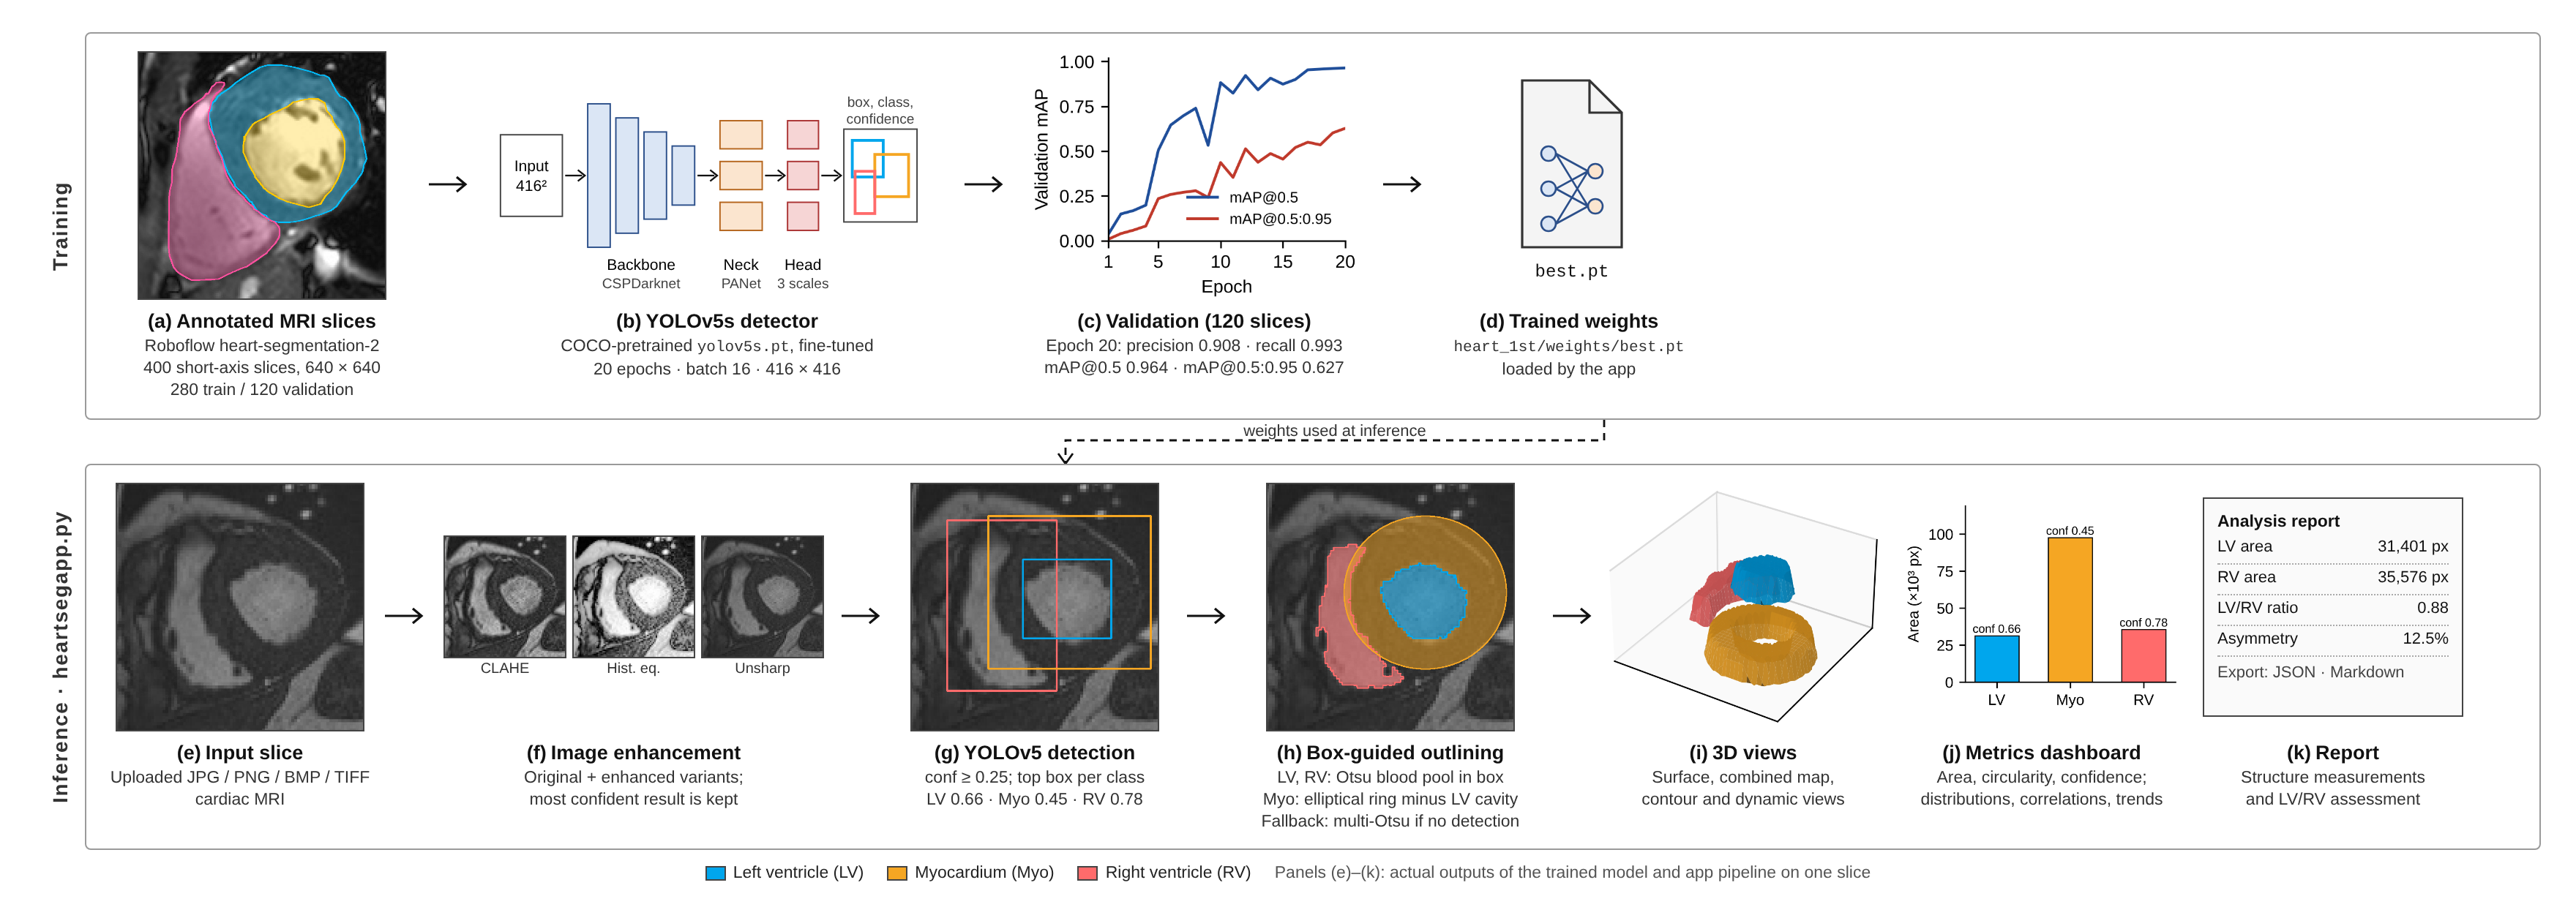 Training
box, class,
confidence
Input
416²
Backbone
CSPDarknet
Neck
PANet
Head
3 scales
1.00
0.75
0.50
0.25
0.00
Validation mAP
mAP@0.5
mAP@0.5:0.95
1
5
10
15
20
Epoch
best.pt
(a) Annotated MRI slices
Roboflow heart-segmentation-2
400 short-axis slices, 640 × 640
280 train / 120 validation
(b) YOLOv5s detector
COCO-pretrained yolov5s.pt, fine-tuned
20 epochs · batch 16 · 416 × 416
(c) Validation (120 slices)
Epoch 20: precision 0.908 · recall 0.993
mAP@0.5 0.964 · mAP@0.5:0.95 0.627
(d) Trained weights
heart_1st/weights/best.pt
loaded by the app
weights used at inference
Inference · heartsegapp.py
CLAHE
Hist. eq.
Unsharp
Area (×10³ px)
100
75
50
25
0
conf 0.66
conf 0.45
conf 0.78
LV
Myo
RV
Analysis report
LV area 31,401 px
RV area 35,576 px
LV/RV ratio 0.88
Asymmetry 12.5%
Export: JSON · Markdown
(e) Input slice
Uploaded JPG / PNG / BMP / TIFF
cardiac MRI
(f) Image enhancement
Original + enhanced variants;
most confident result is kept
(g) YOLOv5 detection
conf ≥ 0.25; top box per class
LV 0.66 · Myo 0.45 · RV 0.78
(h) Box-guided outlining
LV, RV: Otsu blood pool in box
Myo: elliptical ring minus LV cavity
Fallback: multi-Otsu if no detection
(i) 3D views
Surface, combined map,
contour and dynamic views
(j) Metrics dashboard
Area, circularity, confidence;
distributions, correlations, trends
(k) Report
Structure measurements
and LV/RV assessment
Left ventricle (LV)
Myocardium (Myo)
Right ventricle (RV)
Panels (e)–(k): actual outputs of the trained model and app pipeline on one slice